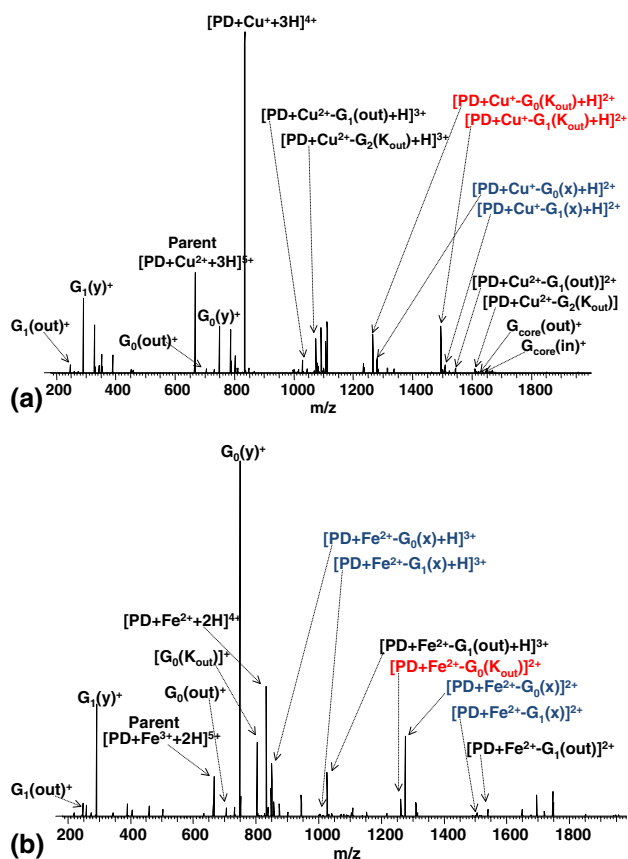 [PD+Cu⁺+3H]⁴⁺
[PD+Cu²⁺-G₁(out)+H]³⁺
[PD+Cu²⁺-G₂(Kₒᵤₜ)+H]³⁺
[PD+Cu⁺-G₀(Kₒᵤₜ)+H]²⁺
[PD+Cu⁺-G₁(Kₒᵤₜ)+H]²⁺
[PD+Cu⁺-G₀(x)+H]²⁺
[PD+Cu⁺-G₁(x)+H]²⁺
Parent
[PD+Cu²⁺+3H]⁵⁺
G₁(y)⁺
G₁(out)⁺
G₀(out)⁺
G₀(y)⁺
[PD+Cu²⁺-G₁(out)]²⁺
[PD+Cu²⁺-G₂(Kₒᵤₜ)]
G_core(out)⁺
G_core(in)⁺
200 400 600 800 1000 1200 1400 1600 1800
m/z
(a)
G₀(y)⁺
[PD+Fe²⁺-G₀(x)+H]³⁺
[PD+Fe²⁺-G₁(x)+H]³⁺
[PD+Fe²⁺+2H]⁴⁺
[G₀(Kₒᵤₜ)]⁺
G₀(out)⁺
G₁(y)⁺
Parent
[PD+Fe³⁺+2H]⁵⁺
G₁(out)⁺
[PD+Fe²⁺-G₁(out)+H]³⁺
[PD+Fe²⁺-G₀(Kₒᵤₜ)]²⁺
[PD+Fe²⁺-G₀(x)]²⁺
[PD+Fe²⁺-G₁(x)]²⁺
[PD+Fe²⁺-G₁(out)]²⁺
200 400 600 800 1000 1200 1400 1600 1800
m/z
(b)